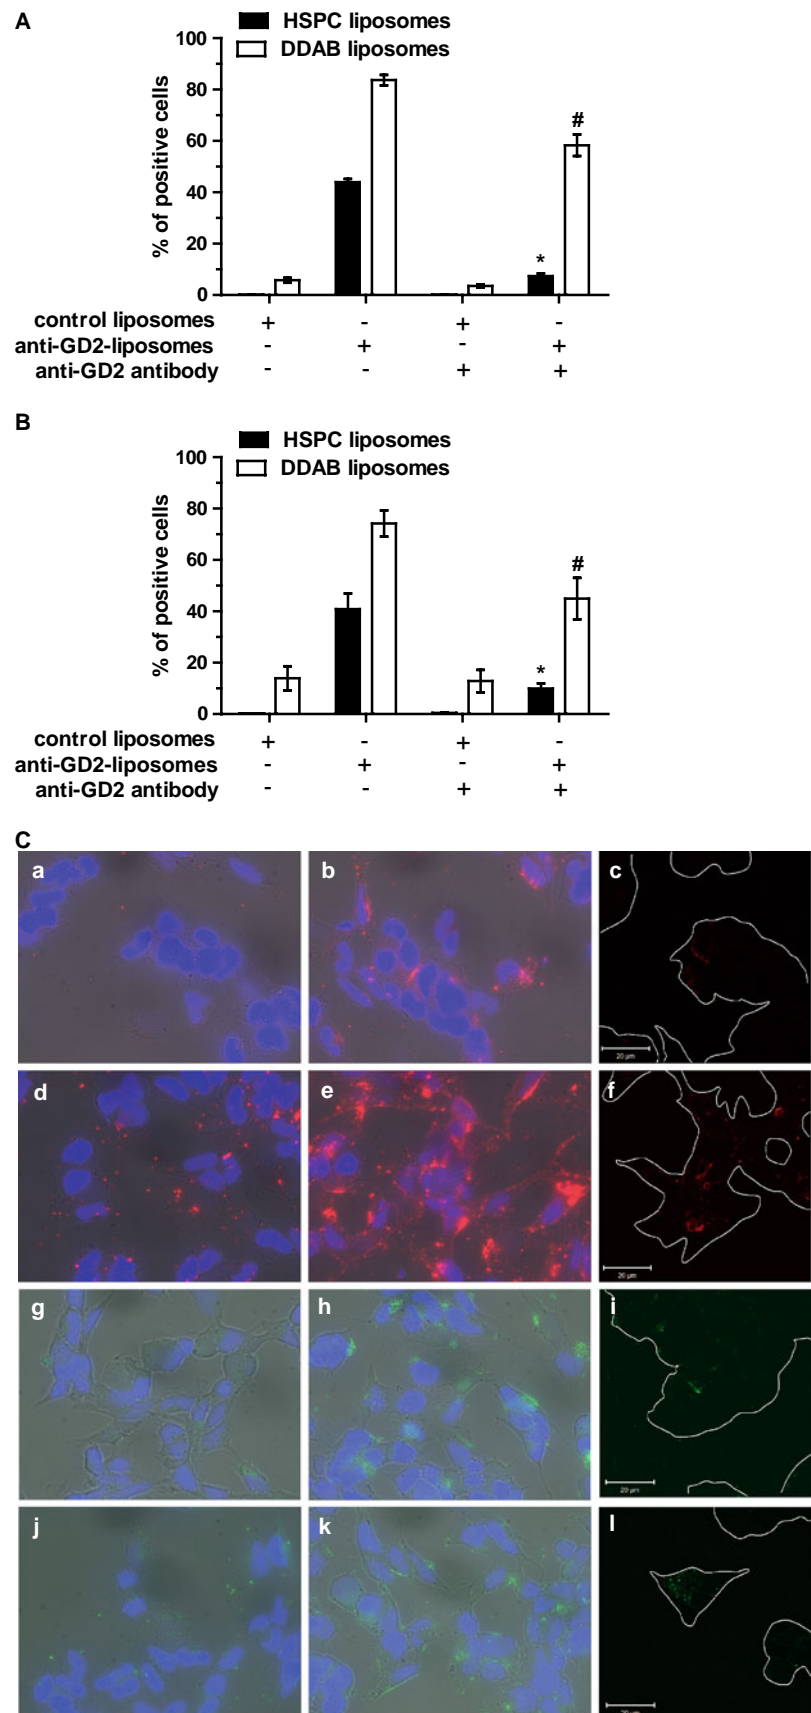 A
HSPC liposomes
DDAB liposomes
% of positive cells
100
80
60
40
20
0
*
#
control liposomes + - + -
anti-GD2-liposomes - + - +
anti-GD2 antibody - - + +
B
HSPC liposomes
DDAB liposomes
% of positive cells
100
80
60
40
20
0
*
#
control liposomes + - + -
anti-GD2-liposomes - + - +
anti-GD2 antibody - - + +
C
a b c
20 µm
d e f
20 µm
g h i
20 µm
j k l
20 µm